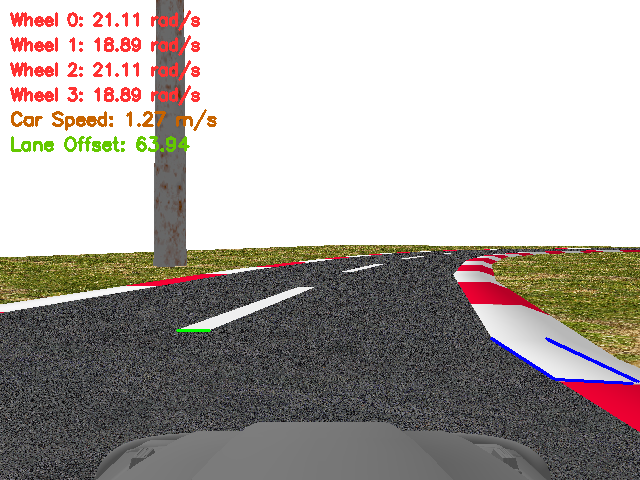 Wheel 0: 21.11 rad/s
Wheel 1: 18.89 rad/s
Wheel 2: 21.11 rad/s
Wheel 3: 18.89 rad/s
Car Speed: 1.27 m/s
Lane Offset: 63.94